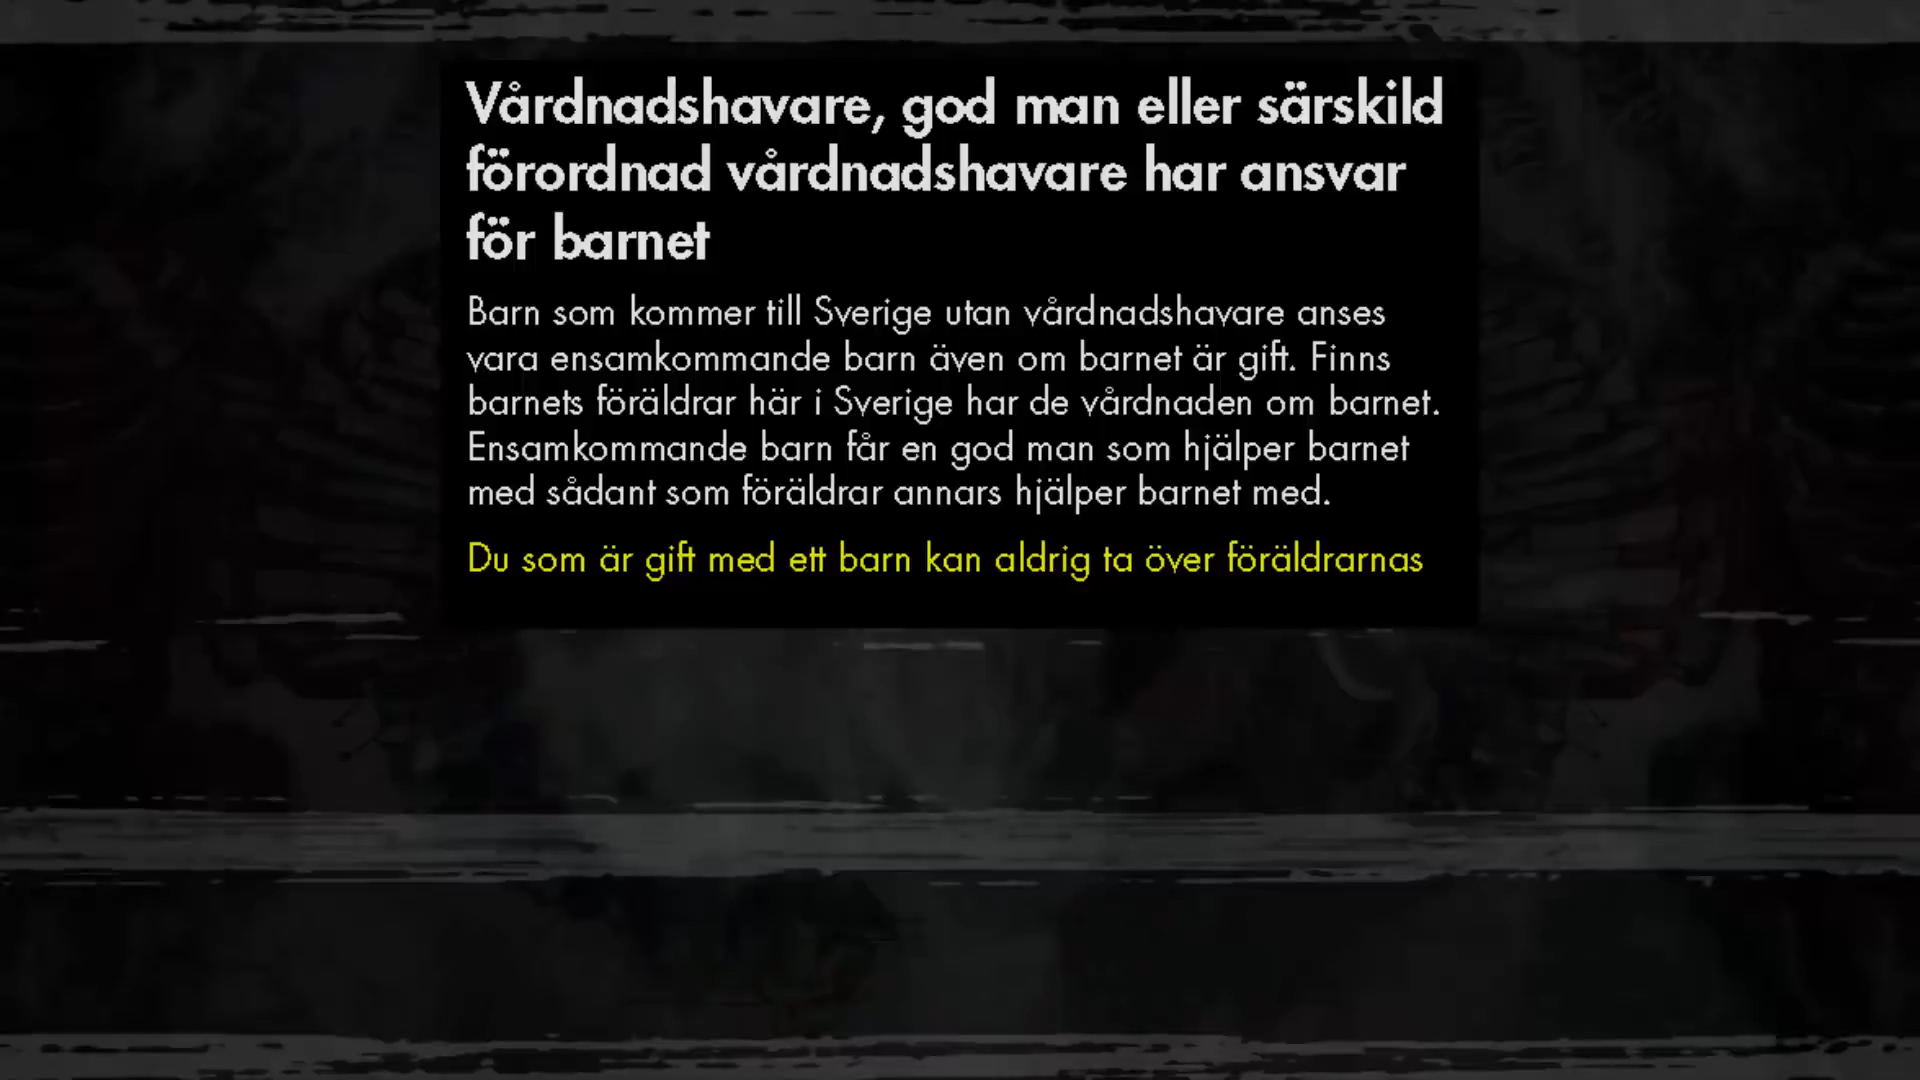 Vårdnadshavare, god man eller särskild
förordnad vårdnadshavare har ansvar
för barnet
Barn som kommer till Sverige utan vårdnadshavare anses
vara ensamkommande barn även om barnet är gift. Finns
barnets föräldrar här i Sverige har de vårdnaden om barnet.
Ensamkommande barn får en god man som hjälper barnet
med sådant som föräldrar annars hjälper barnet med.
Du som är gift med ett barn kan aldrig ta över föräldrarnas